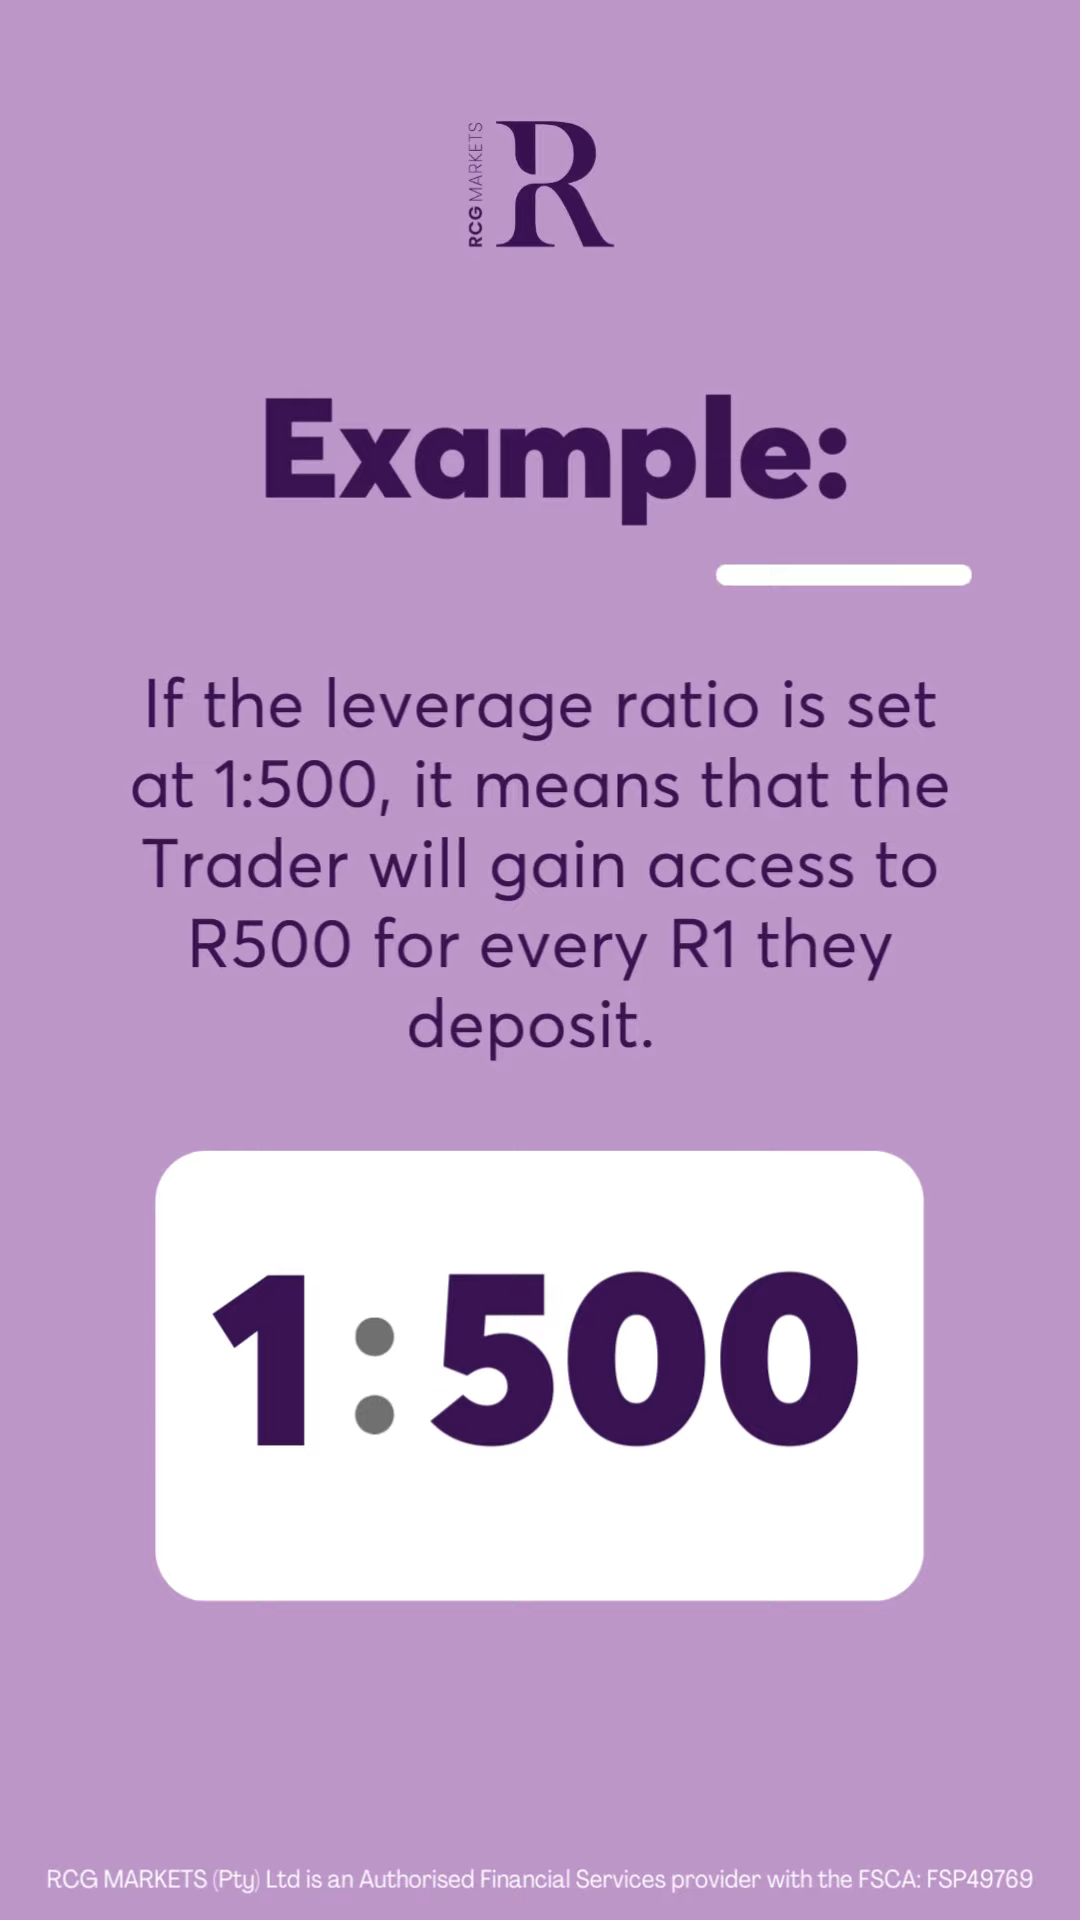 RCG MARKETS
R
Example:
If the leverage ratio is set
at 1:500, it means that the
Trader will gain access to
R500 for every R1 they
deposit.
1:500
RCG MARKETS (Pty) Ltd is an Authorised Financial Services provider with the FSCA: FSP49769